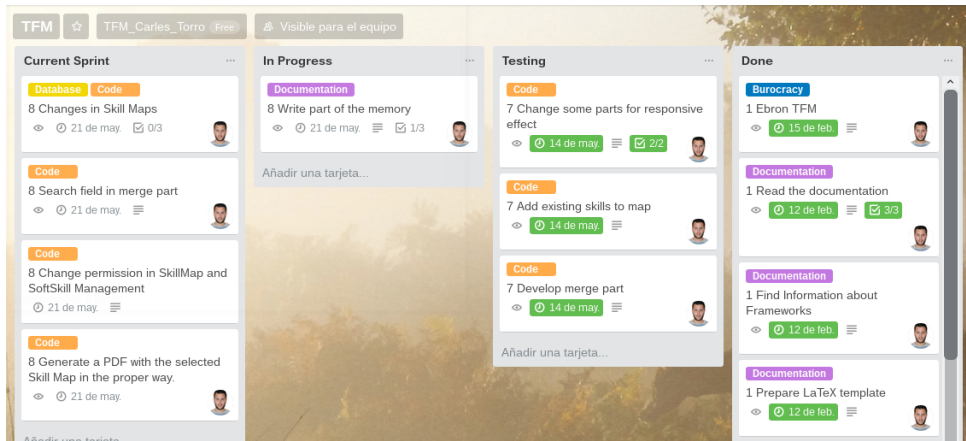 TFM
TFM_Carles_Torro Free
Visible para el equipo
Current Sprint
Database Code
8 Changes in Skill Maps
21 de may. 0/3
Code
8 Search field in merge part
21 de may.
Code
8 Change permission in SkillMap and
SoftSkill Management
21 de may.
Code
8 Generate a PDF with the selected
Skill Map in the proper way.
21 de may.
Añadir una tarjeta...
In Progress
Documentation
8 Write part of the memory
21 de may. 1/3
Añadir una tarjeta...
Testing
Code
7 Change some parts for responsive
effect
14 de may. 2/2
Code
7 Add existing skills to map
14 de may.
Code
7 Develop merge part
14 de may.
Añadir una tarjeta...
Done
Burocracy
1 Ebron TFM
15 de feb.
Documentation
1 Read the documentation
12 de feb. 3/3
Documentation
1 Find Information about
Frameworks
12 de feb.
Documentation
1 Prepare LaTeX template
12 de feb.